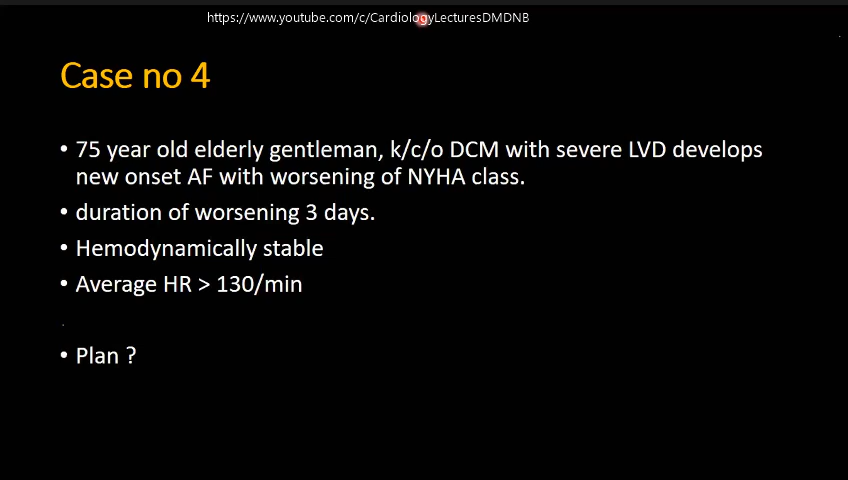 https://www.youtube.com/c/CardiologyLecturesDMDNB
Case no 4
• 75 year old elderly gentleman, k/c/o DCM with severe LVD develops
new onset AF with worsening of NYHA class.
• duration of worsening 3 days.
• Hemodynamically stable
• Average HR > 130/min
• Plan ?